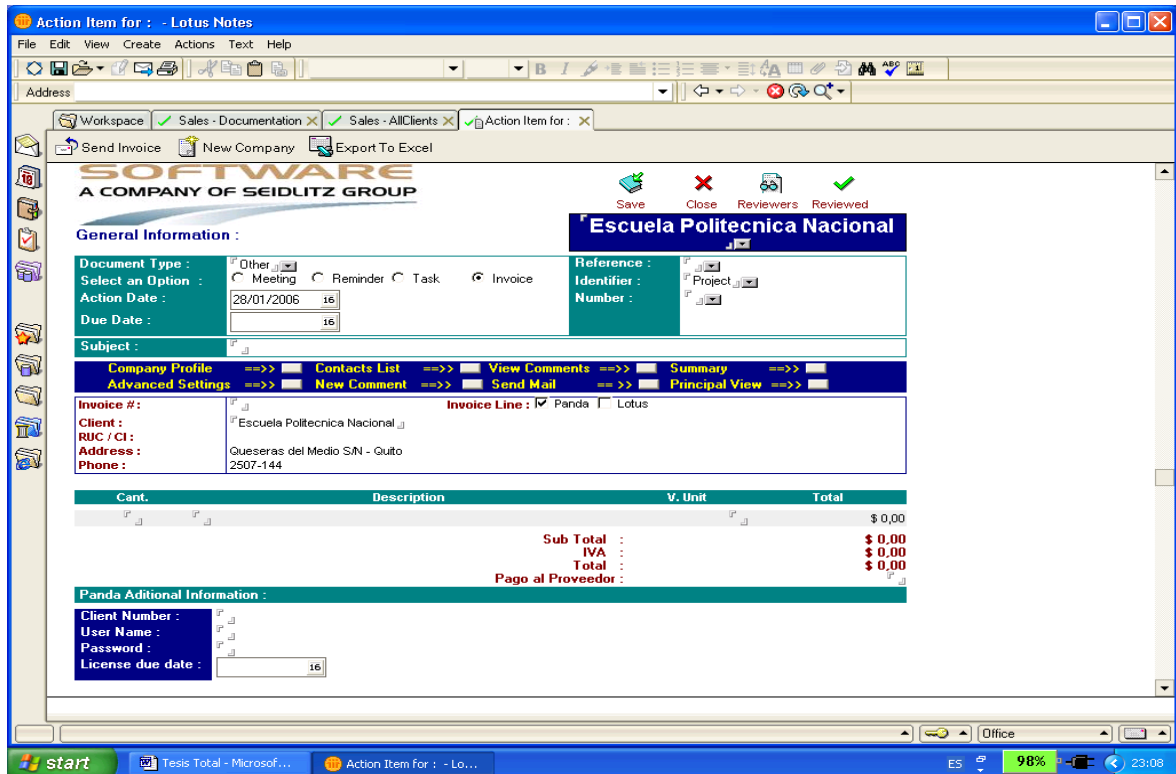 Action Item for : - Lotus Notes
File Edit View Create Actions Text Help
Address
Workspace Sales - Documentation Sales - AllClients Action Item for :
Send Invoice New Company Export To Excel
SOFTWARE
A COMPANY OF SEIDLITZ GROUP
Save Close Reviewers Reviewed
General Information :
Escuela Politecnica Nacional
Document Type : Other Reference :
Select an Option : Meeting Reminder Task Invoice Identifier : Project
Action Date : 28/01/2006 16 Number :
Due Date : 16
Subject :
Company Profile ==>> Contacts List ==>> View Comments ==>> Summary ==>>
Advanced Settings ==>> New Comment ==>> Send Mail == >> Principal View ==>>
Invoice # : Invoice Line : Panda Lotus
Client : Escuela Politecnica Nacional
RUC / CI :
Address : Queseras del Medio S/N - Quito
Phone : 2507-144
Cant. Description V. Unit Total
$ 0,00
Sub Total : $ 0,00
IVA : $ 0,00
Total : $ 0,00
Pago al Proveedor :
Panda Aditional Information :
Client Number :
User Name :
Password :
License due date : 16
Office
start Tesis Total - Microsof... Action Item for : - Lo... ES 98% 23:08